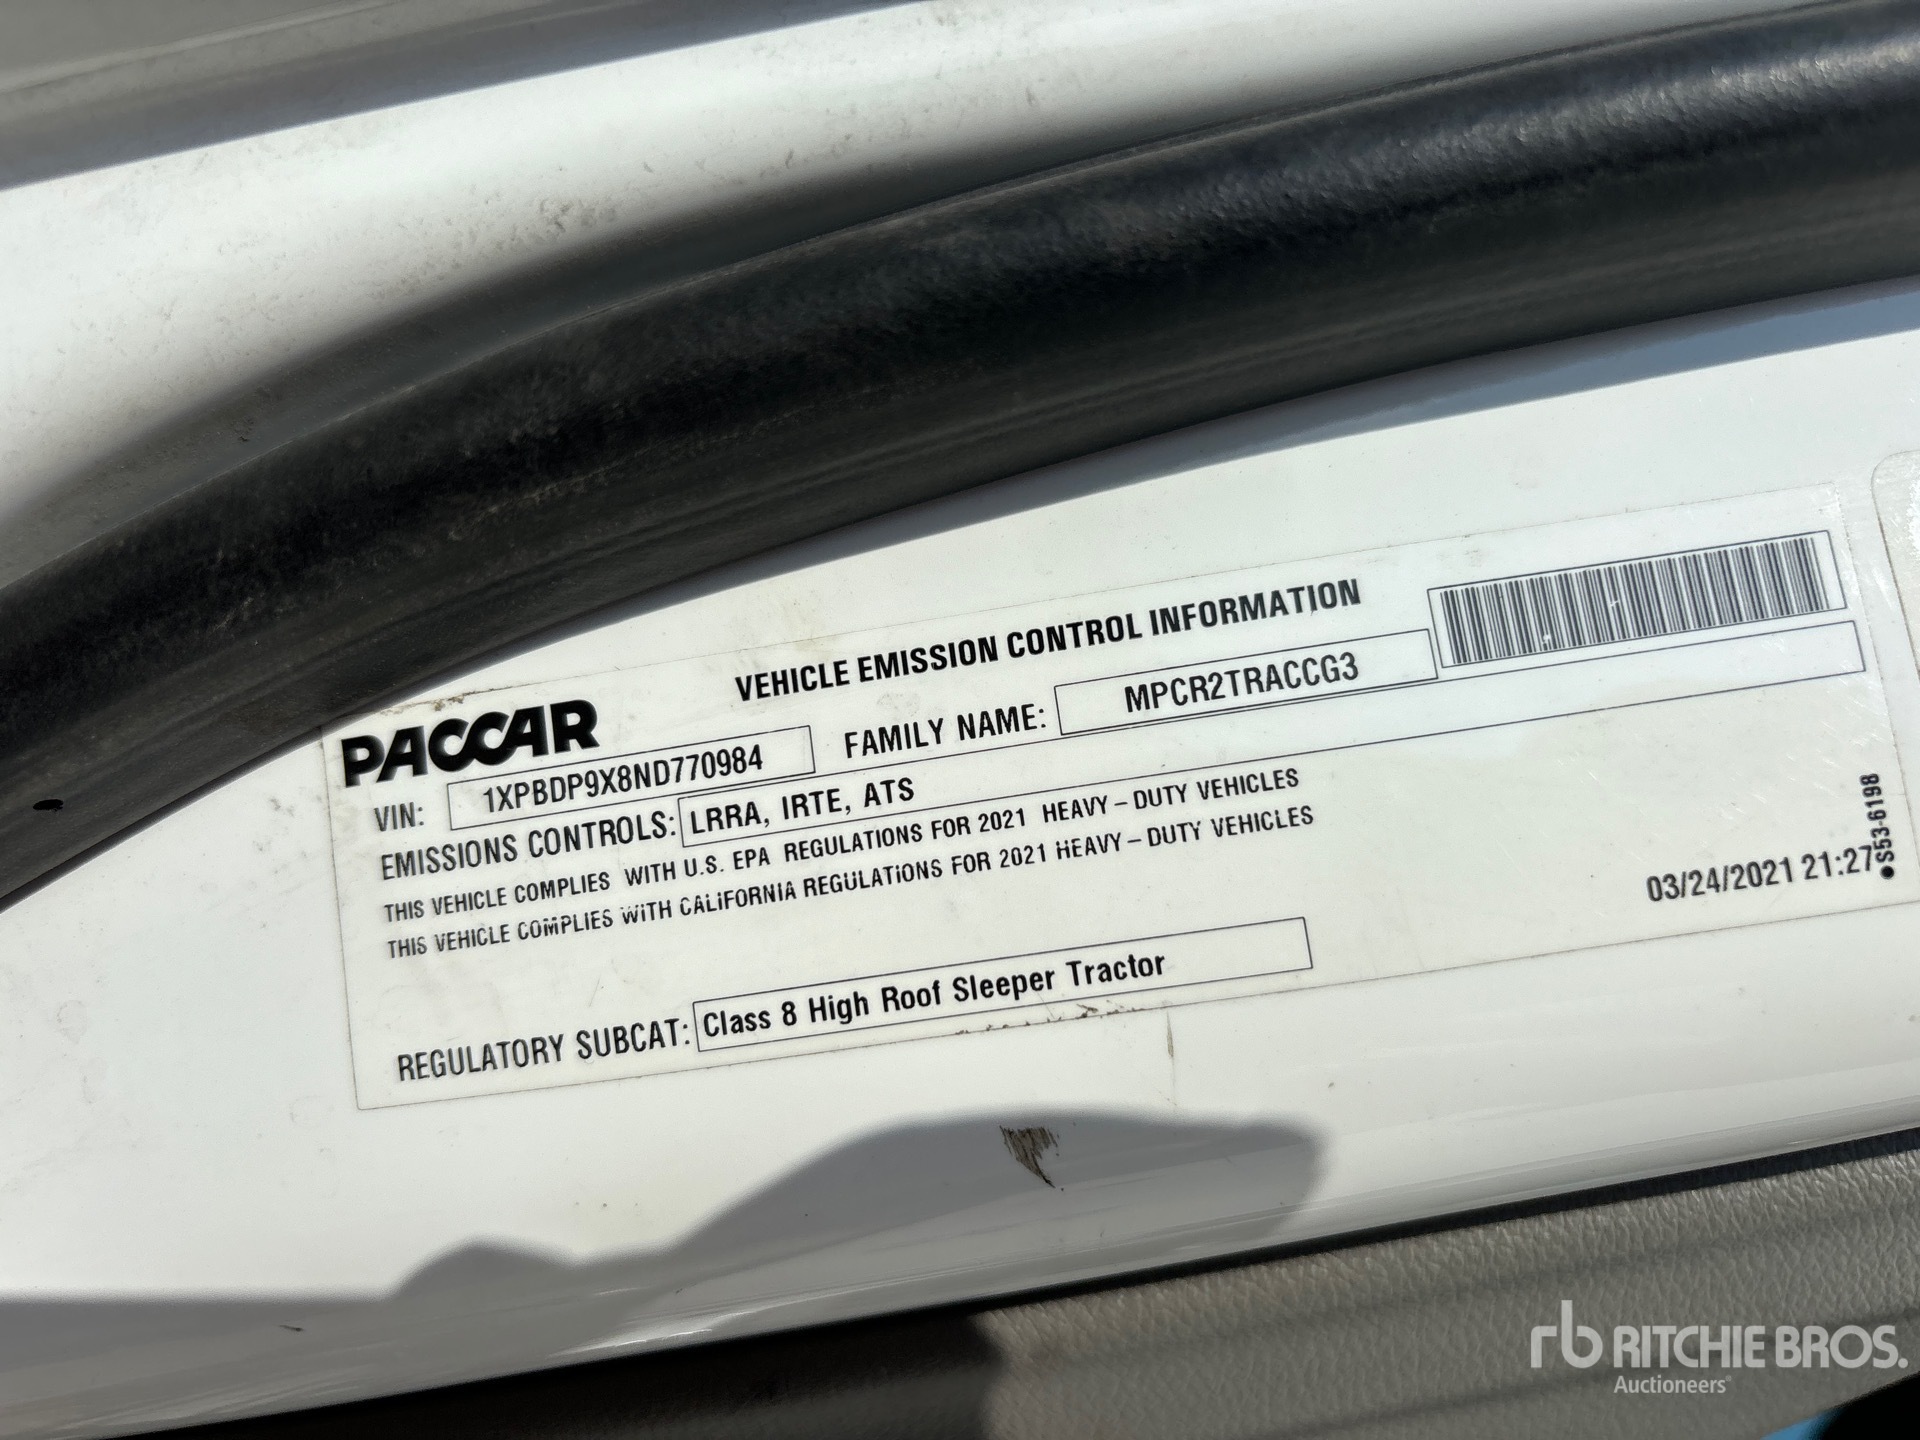 PACCAR
VEHICLE EMISSION CONTROL INFORMATION
VIN: 1XPBDP9X8ND770984 FAMILY NAME: MPCR2TRACCG3
EMISSIONS CONTROLS: LRRA, IRTE, ATS
THIS VEHICLE COMPLIES WITH U.S. EPA REGULATIONS FOR 2021 HEAVY – DUTY VEHICLES
THIS VEHICLE COMPLIES WITH CALIFORNIA REGULATIONS FOR 2021 HEAVY – DUTY VEHICLES
REGULATORY SUBCAT: Class 8 High Roof Sleeper Tractor
03/24/2021 21:27
●S53-6198
rb RITCHIE BROS.
Auctioneers